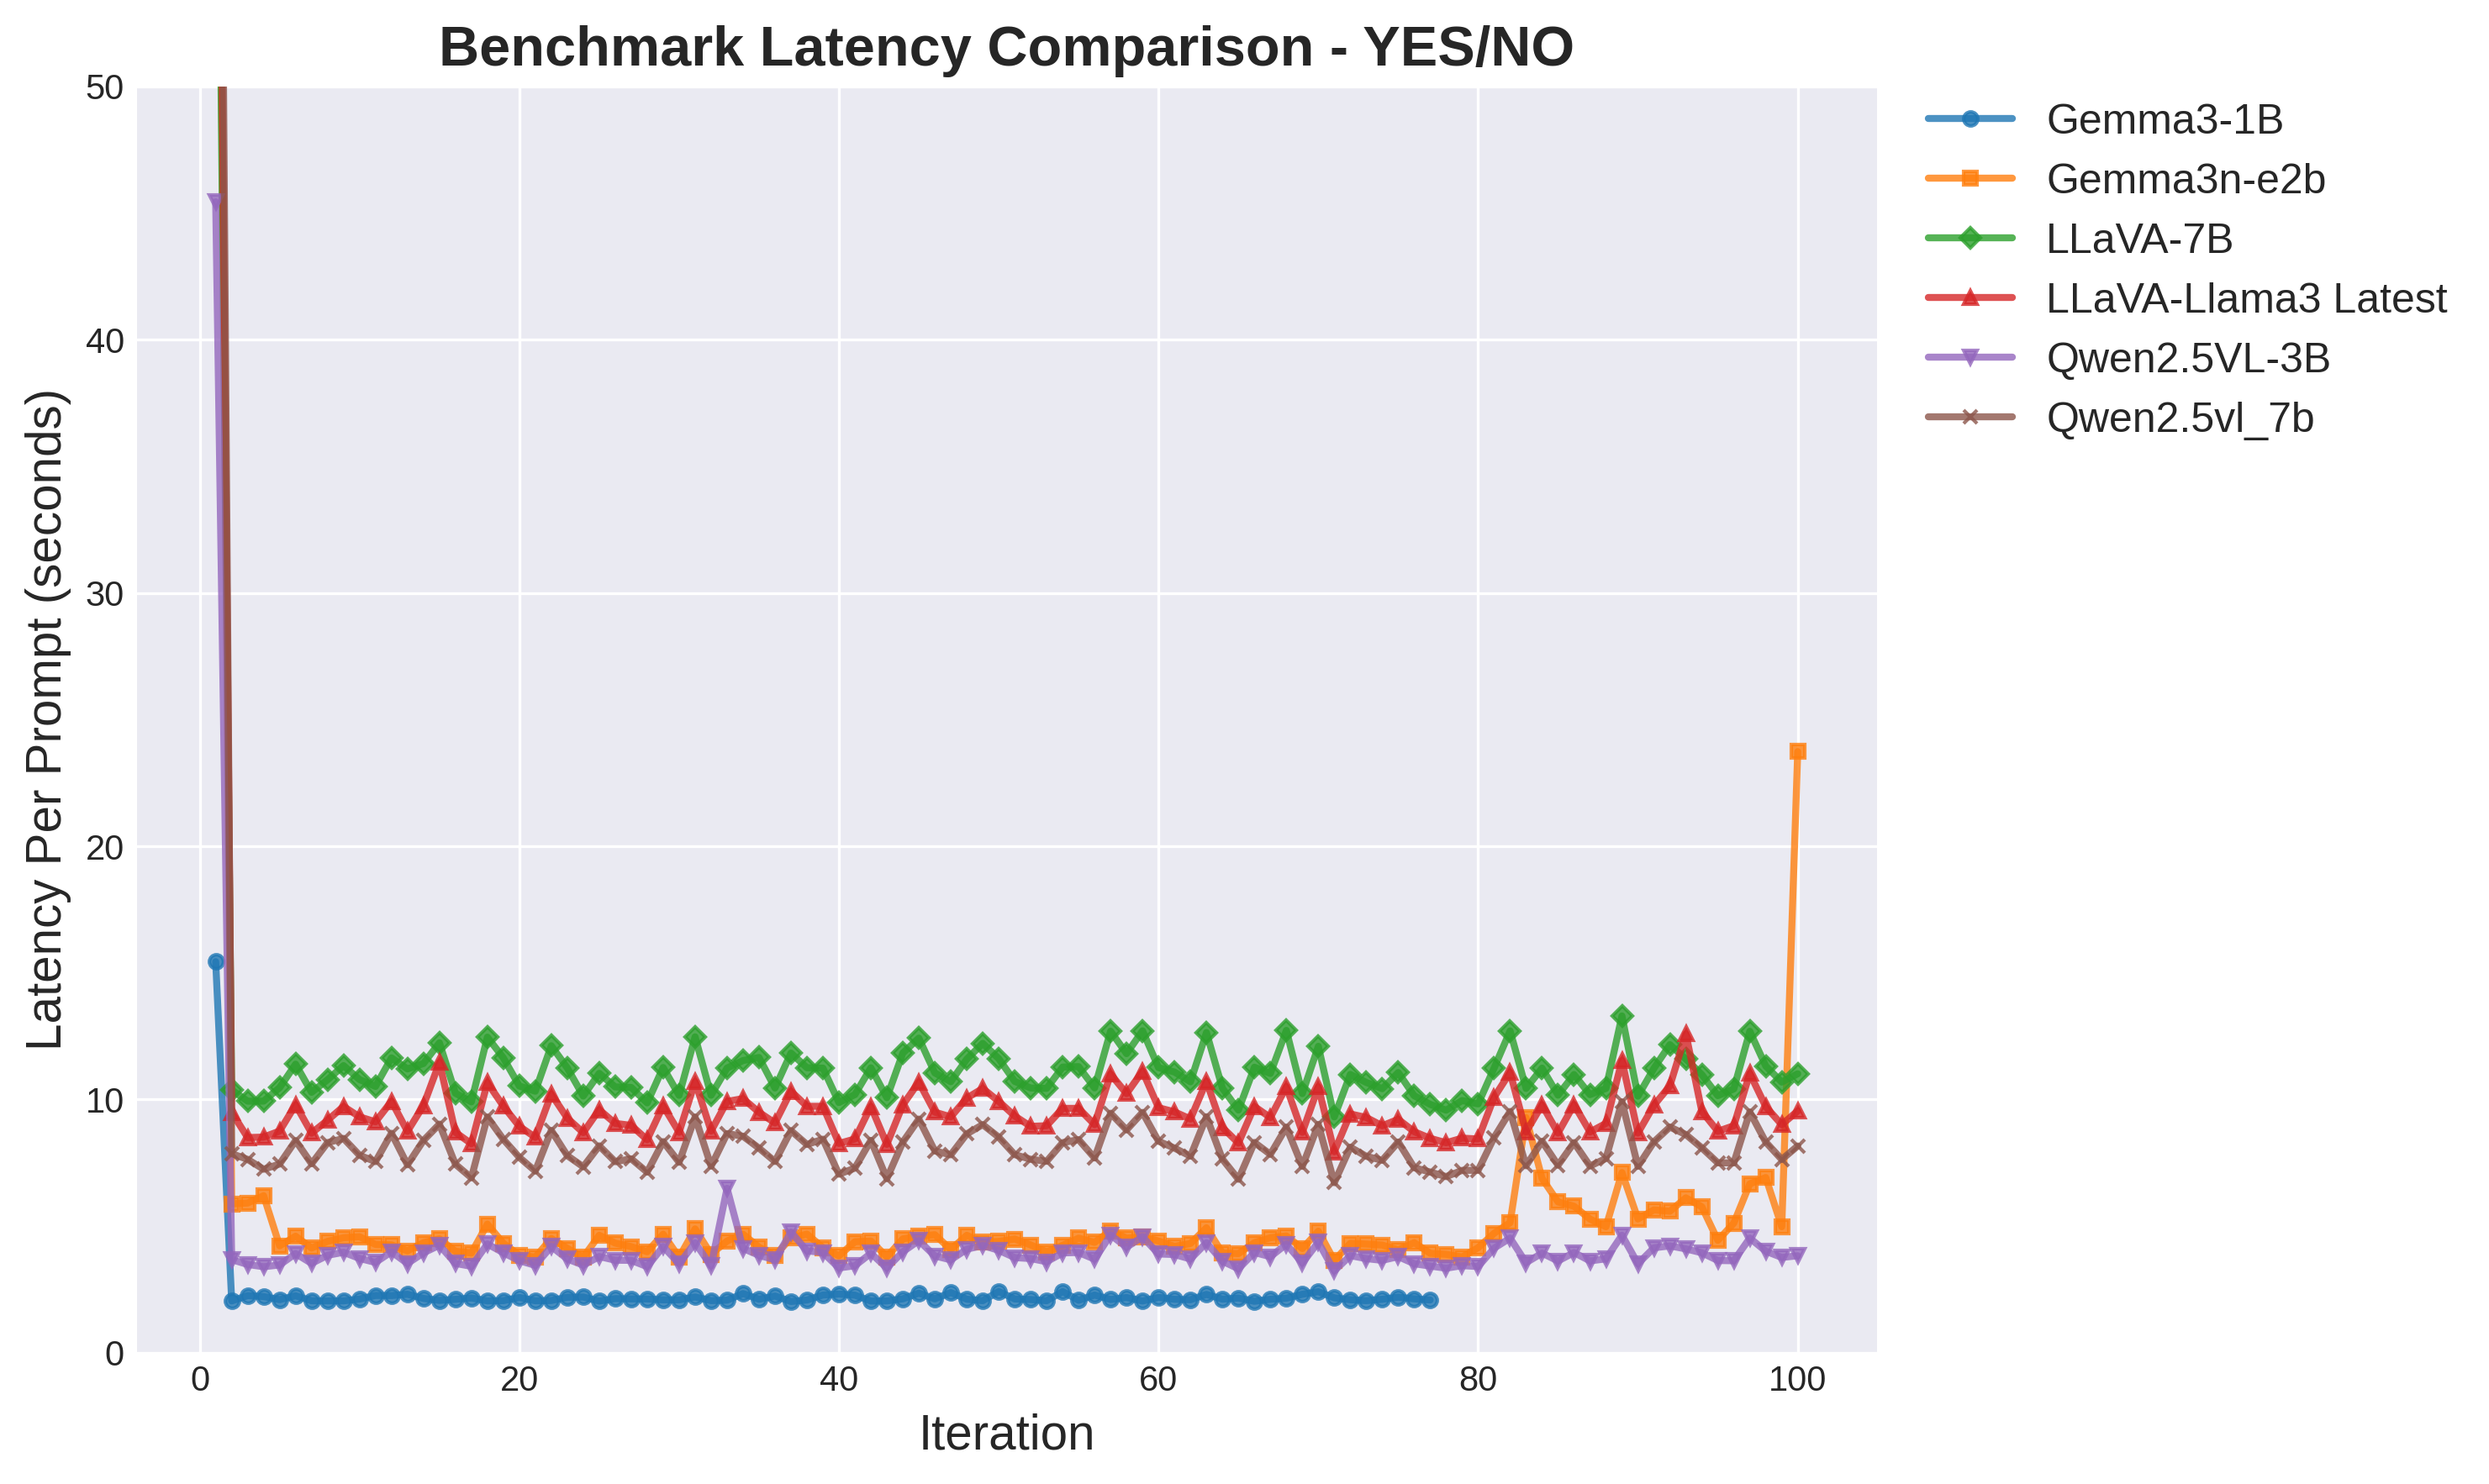 Benchmark Latency Comparison - YES/NO
Latency Per Prompt (seconds)
50
40
30
20
10
0
0 20 40 60 80 100
Iteration
Gemma3-1B
Gemma3n-e2b
LLaVA-7B
LLaVA-Llama3 Latest
Qwen2.5VL-3B
Qwen2.5vl_7b